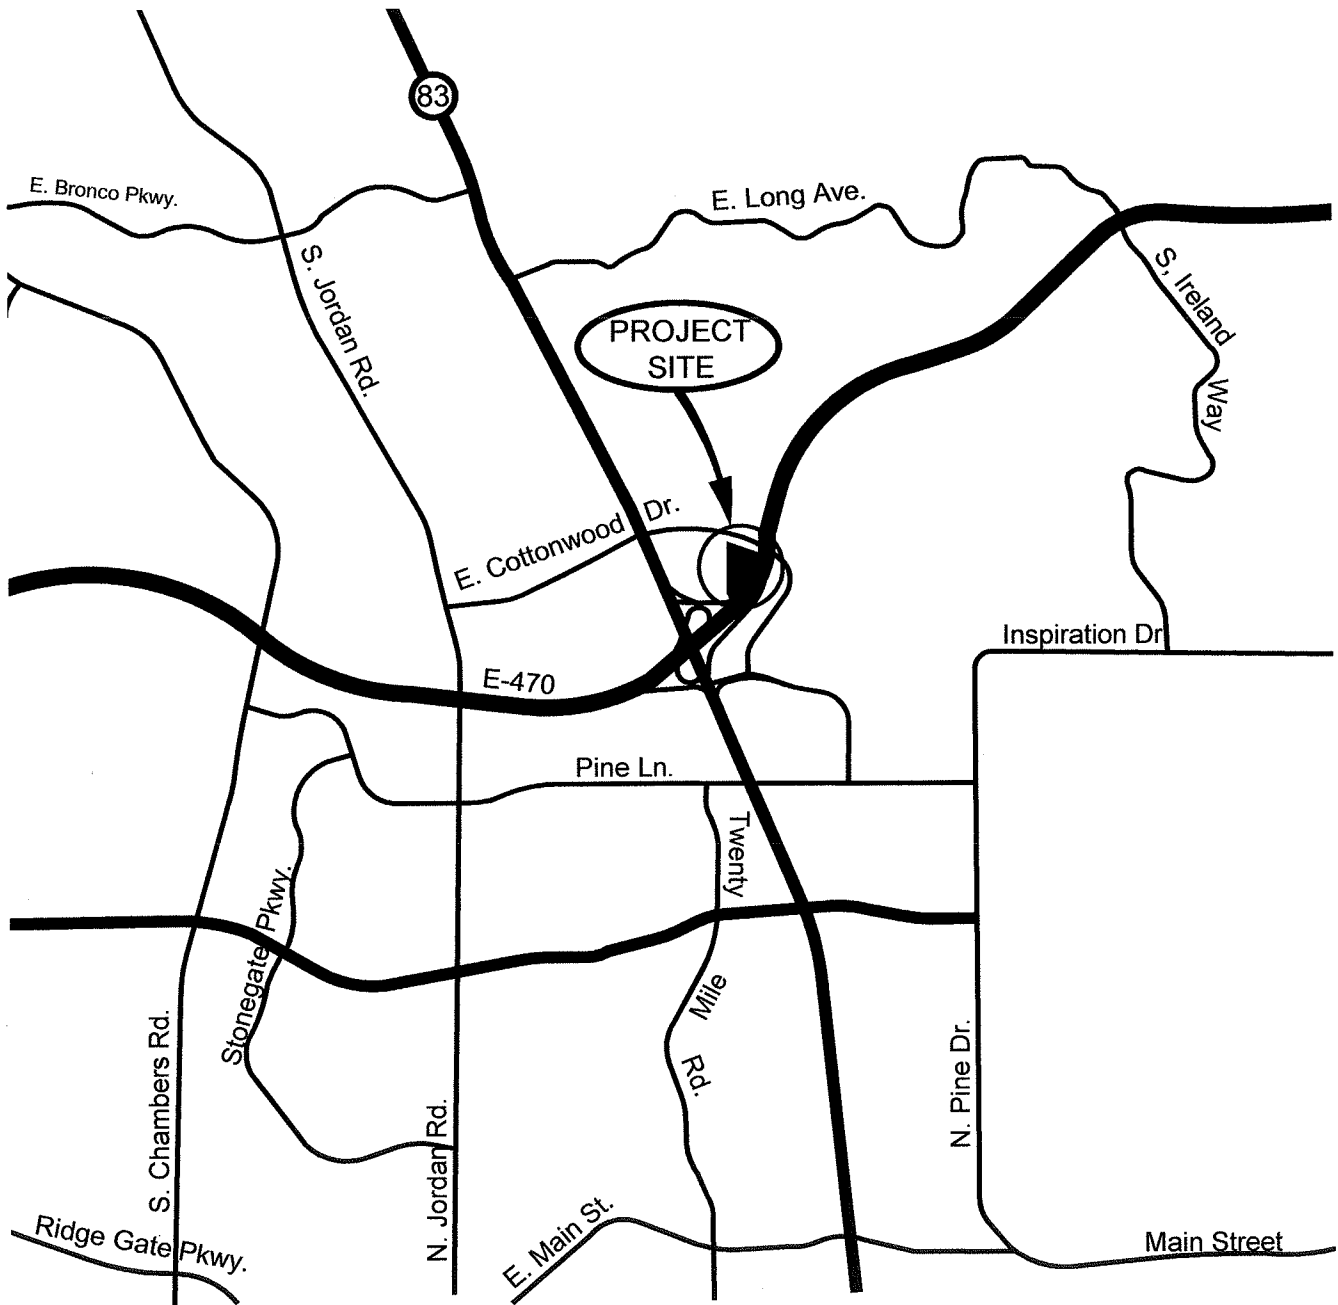 83
E. Bronco Pkwy.
E. Long Ave.
S. Jordan Rd.
S, Ireland
Way
PROJECT
SITE
E. Cottonwood Dr.
Inspiration Dr
E-470
Pine Ln.
Twenty
Mile
Rd.
Stonegate Pkwy.
S. Chambers Rd.
N. Jordan Rd.
N. Pine Dr.
Ridge Gate Pkwy.
E. Main St.
Main Street